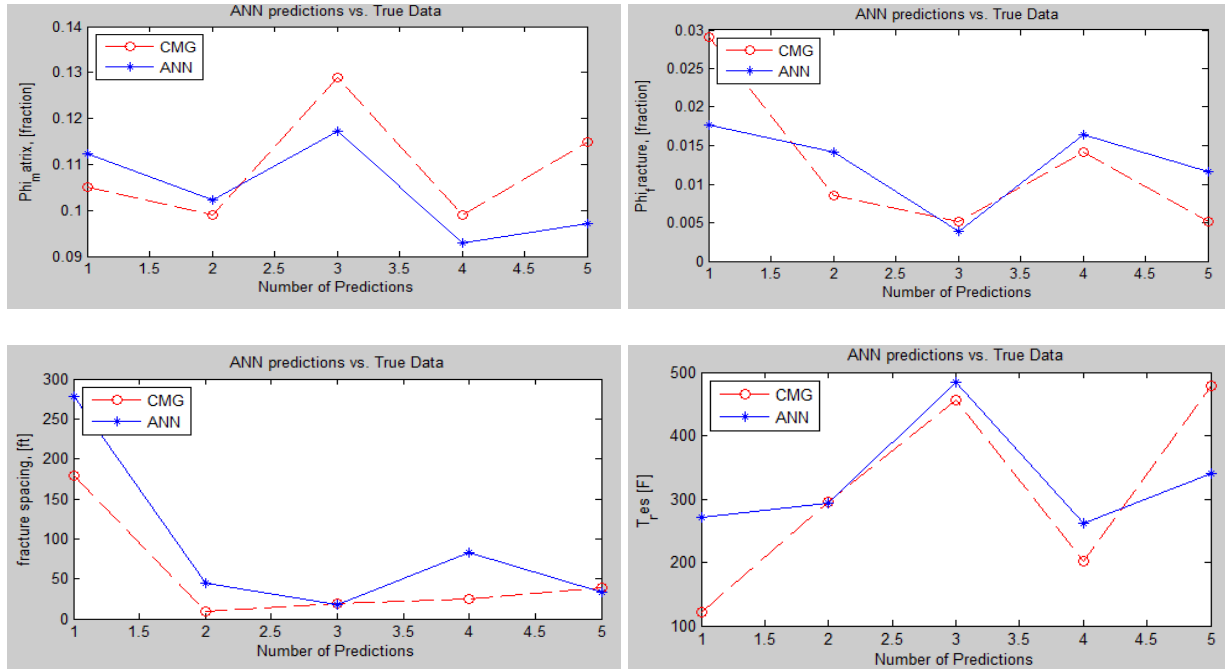 ANN predictions vs. True Data
0.14
0.13
0.12
0.11
0.1
0.09
Phi_matrix, [fraction]
CMG
ANN
1 1.5 2 2.5 3 3.5 4 4.5 5
Number of Predictions
ANN predictions vs. True Data
0.03
0.025
0.02
0.015
0.01
0.005
0
Phi_fracture, [fraction]
CMG
ANN
1 1.5 2 2.5 3 3.5 4 4.5 5
Number of Predictions
ANN predictions vs. True Data
300
250
200
150
100
50
0
fracture spacing, [ft]
CMG
ANN
1 1.5 2 2.5 3 3.5 4 4.5 5
Number of Predictions
ANN predictions vs. True Data
500
400
300
200
100
T_res [F]
CMG
ANN
1 1.5 2 2.5 3 3.5 4 4.5 5
Number of Predictions